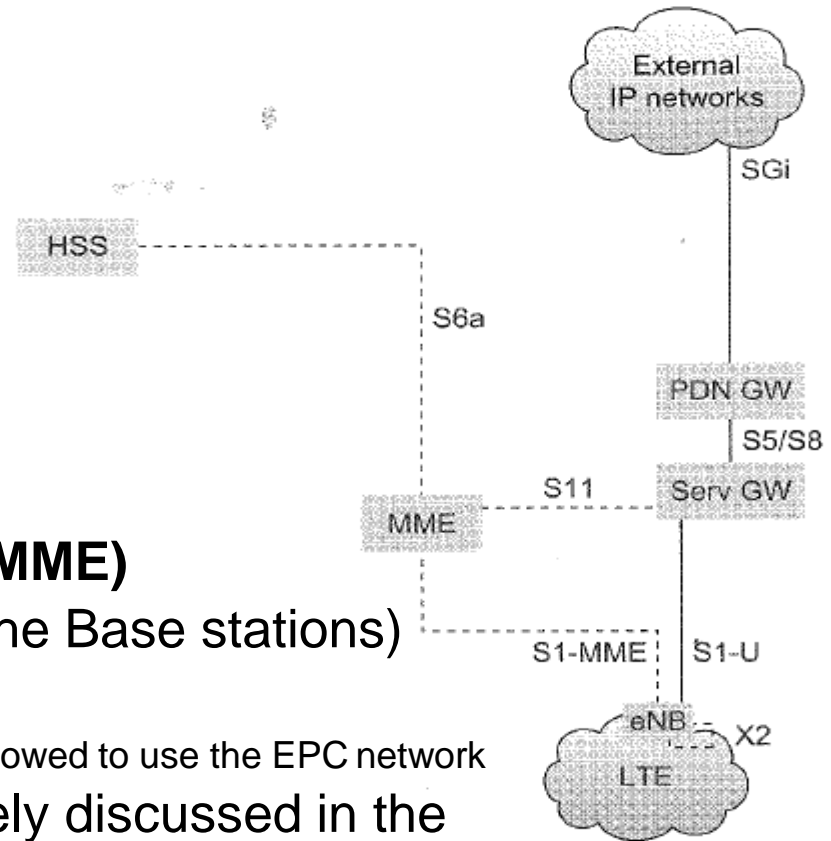 External
IP networks
SGi
HSS
S6a
PDN GW
S5/S8
S11
Serv GW
MME
MME)
ne Base stations)
S1-MME
S1-U
eNB
X2
owed to use the EPC network
LTE
ely discussed in the